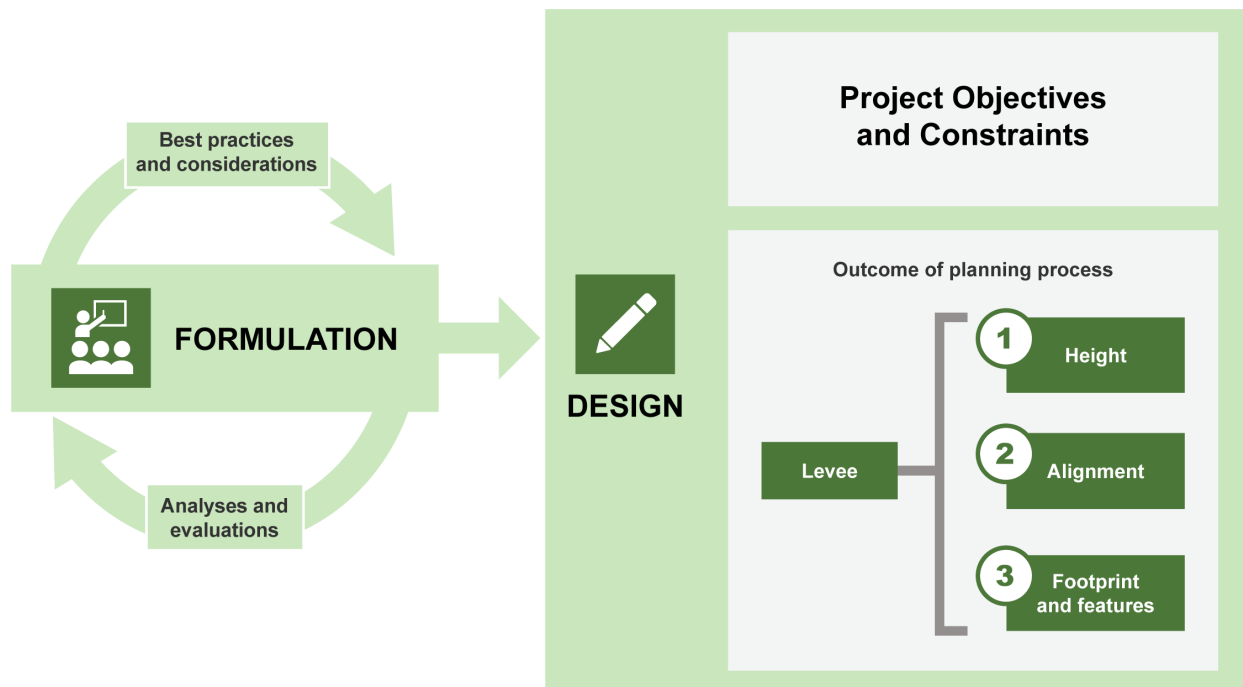 Best practices
and considerations
FORMULATION
Analyses and
evaluations
DESIGN
Project Objectives
and Constraints
Outcome of planning process
Levee
1
Height
2
Alignment
3
Footprint
and features